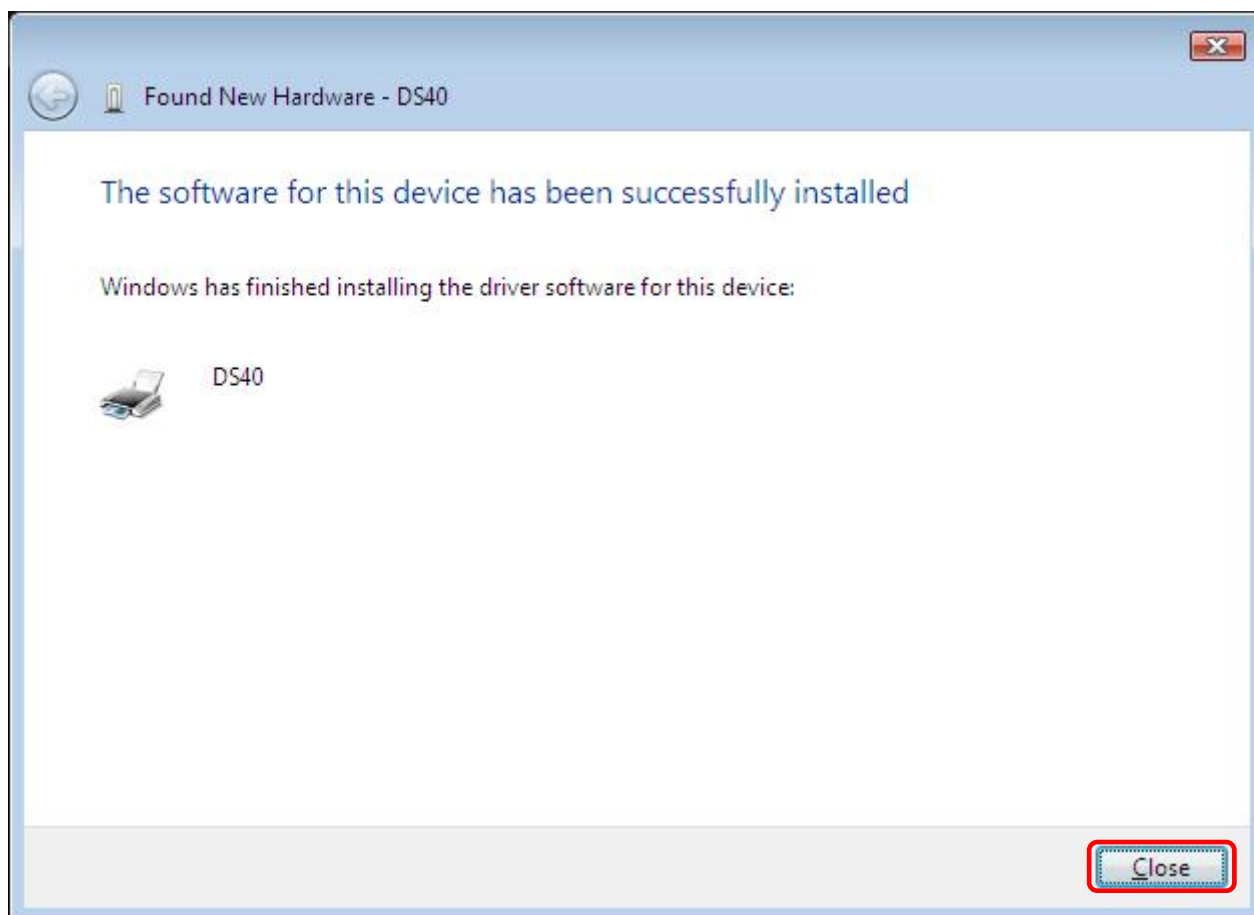 Found New Hardware - DS40
The software for this device has been successfully installed
Windows has finished installing the driver software for this device:
DS40
Close